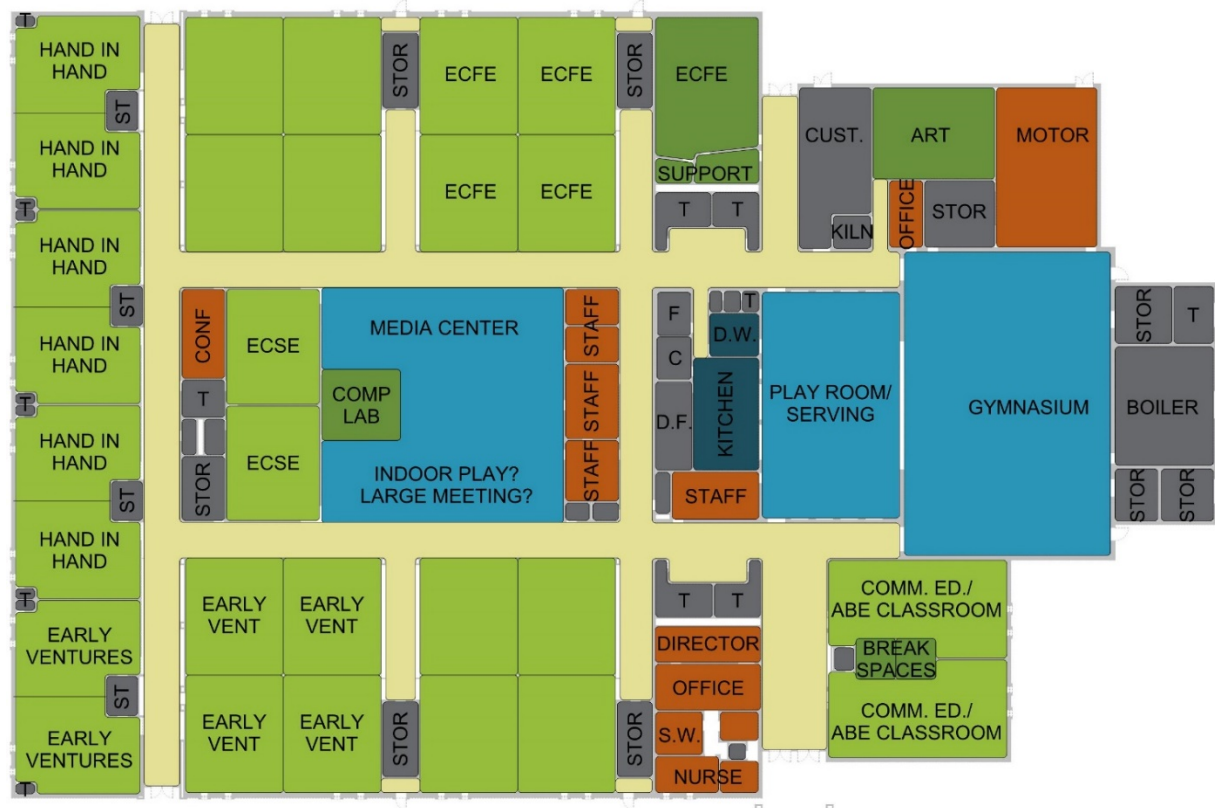 T
HAND IN
HAND
ST
HAND IN
HAND
T
HAND IN
HAND
ST
HAND IN
HAND
T
HAND IN
HAND
ST
HAND IN
HAND
T
EARLY
VENTURES
ST
EARLY
VENTURES
T
STOR
ECFE
ECFE
ECFE
ECFE
STOR
ECFE
SUPPORT
T
T
CUST.
KILN
ART
OFFICE
STOR
MOTOR
CONF
T
STOR
ECSE
ECSE
MEDIA CENTER
COMP
LAB
INDOOR PLAY?
LARGE MEETING?
STAFF
STAFF
STAFF
F
C
D.F.
T
D.W.
KITCHEN
STAFF
PLAY ROOM/
SERVING
GYMNASIUM
STOR
T
BOILER
STOR
STOR
EARLY
VENT
EARLY
VENT
EARLY
VENT
EARLY
VENT
STOR
STOR
T
T
DIRECTOR
OFFICE
S.W.
NURSE
COMM. ED./
ABE CLASSROOM
BREAK
SPACES
COMM. ED./
ABE CLASSROOM